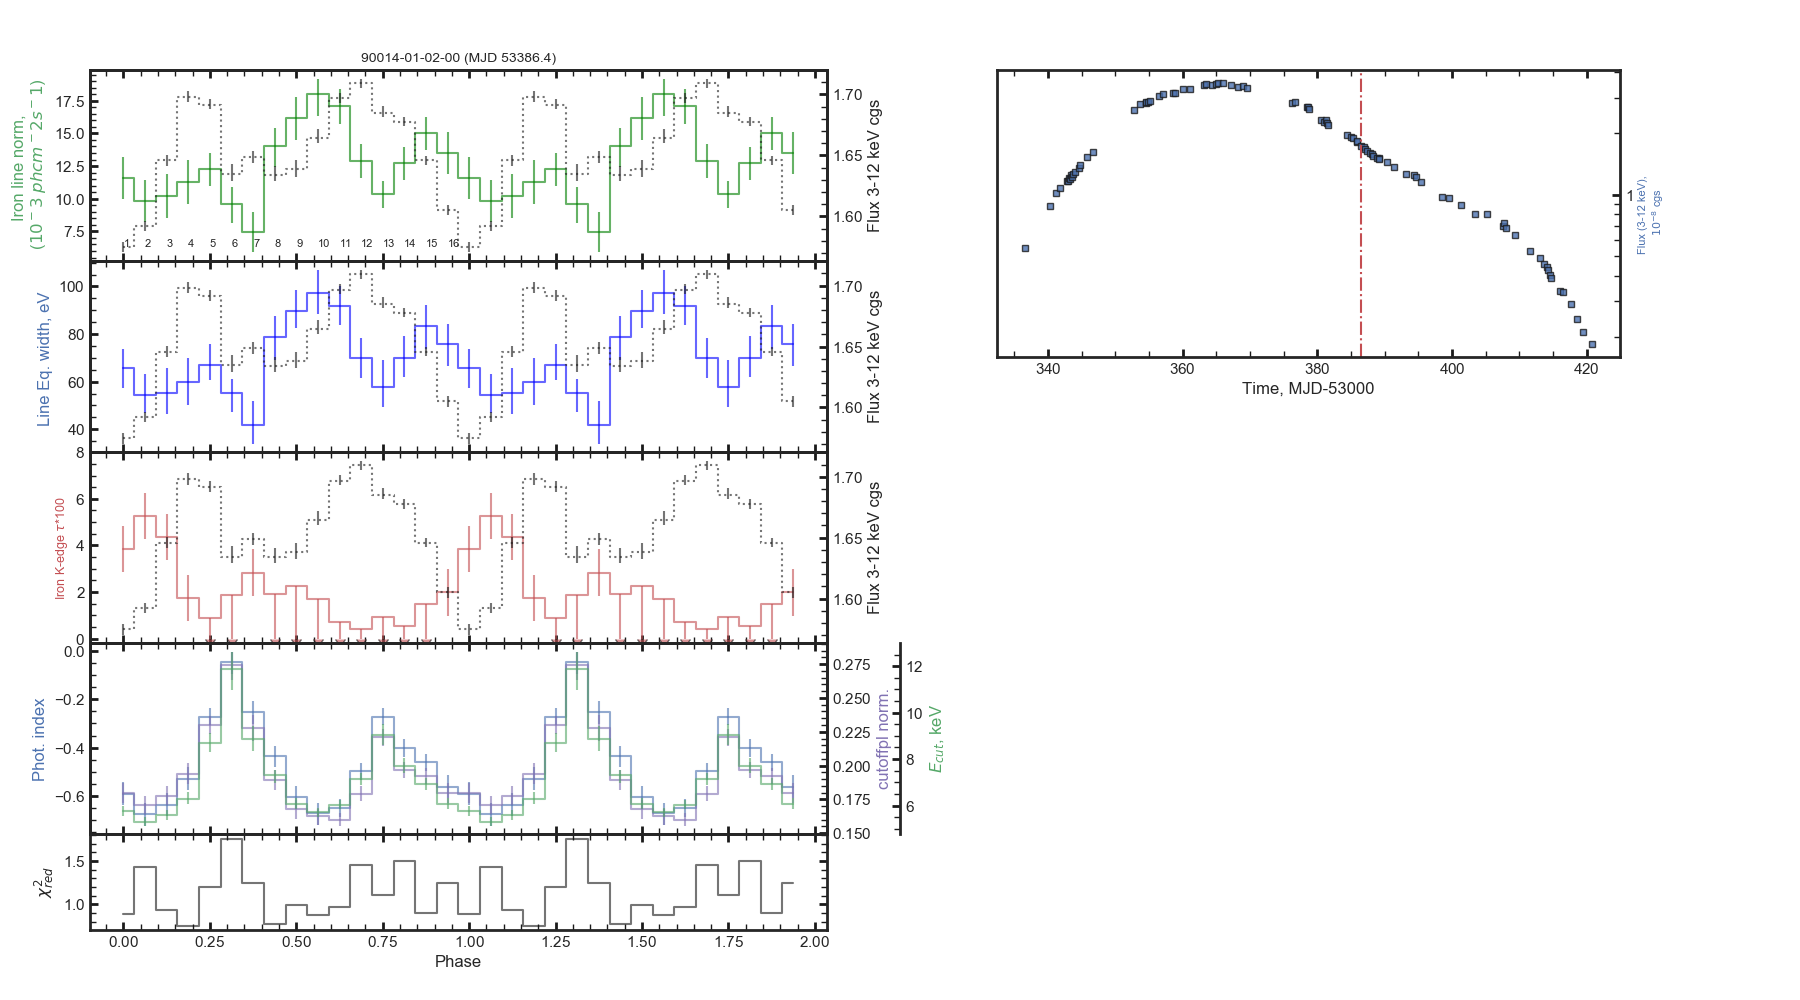 90014-01-02-00 (MJD 53386.4)
Iron line norm,
(10⁻3 phcm⁻2s⁻1)
17.5
15.0
12.5
10.0
7.5
1 2 3 4 5 6 7 8 9 10 11 12 13 14 15 16
1.70
1.65
1.60
Flux 3-12 keV cgs
Line Eq. width, eV
100
80
60
40
1.70
1.65
1.60
Flux 3-12 keV cgs
Iron K-edge τ*100
8
6
4
2
0
1.70
1.65
1.60
Flux 3-12 keV cgs
Phot. index
0.0
−0.2
−0.4
−0.6
0.275
0.250
0.225
0.200
0.175
0.150
cutoffpl norm.
12
10
8
6
E_cut, keV
χ²_red
1.5
1.0
0.00 0.25 0.50 0.75 1.00 1.25 1.50 1.75 2.00
Phase
1
Flux (3-12 keV),
10⁻⁸ cgs
340 360 380 400 420
Time, MJD-53000